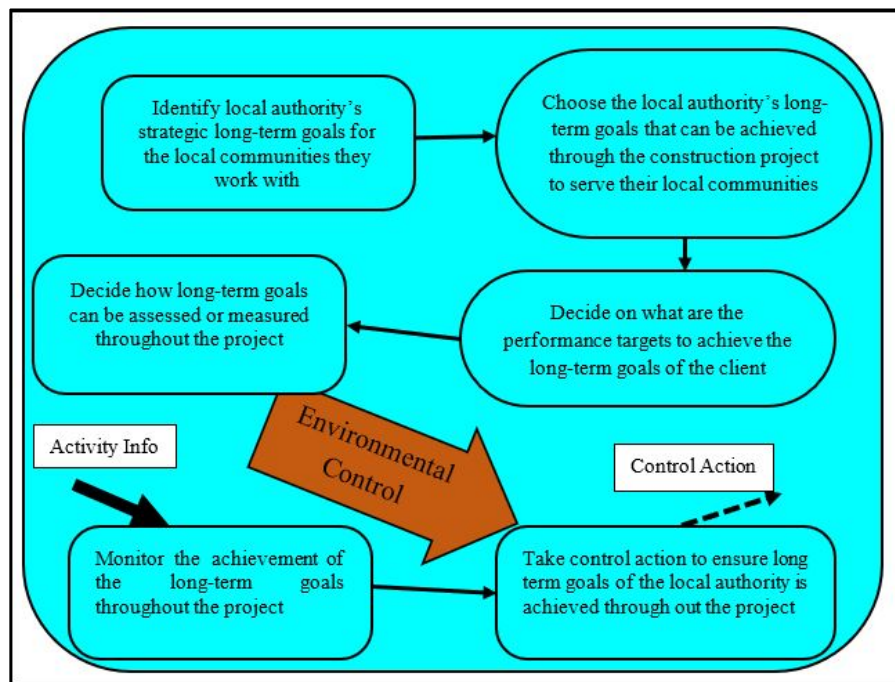 Identify local authority’s
strategic long-term goals for
the local communities they
work with
Choose the local authority’s long-
term goals that can be achieved
through the construction project
to serve their local communities
Decide how long-term goals
can be assessed or measured
throughout the project
Decide on what are the
performance targets to achieve the
long-term goals of the client
Environmental
Control
Activity Info
Control Action
Monitor the achievement of
the long-term goals
throughout the project
Take control action to ensure long
term goals of the local authority is
achieved through out the project